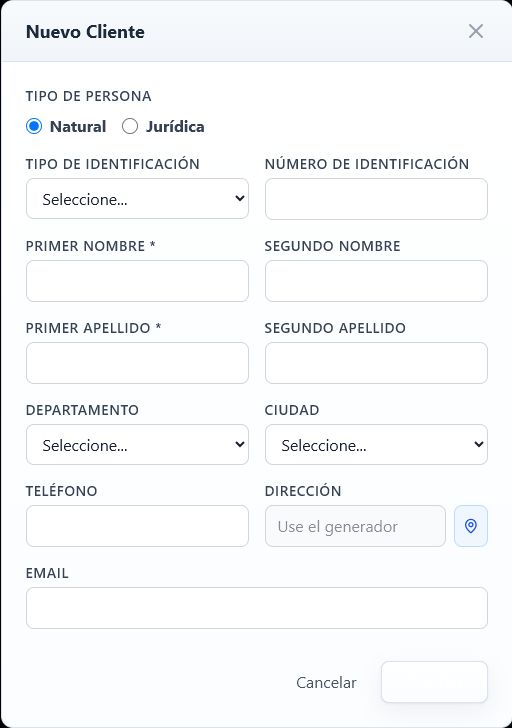 Nuevo Cliente
TIPO DE PERSONA
Natural Jurídica
TIPO DE IDENTIFICACIÓN NÚMERO DE IDENTIFICACIÓN
Seleccione...
PRIMER NOMBRE * SEGUNDO NOMBRE
PRIMER APELLIDO * SEGUNDO APELLIDO
DEPARTAMENTO CIUDAD
Seleccione... Seleccione...
TELÉFONO DIRECCIÓN
Use el generador
EMAIL
Cancelar